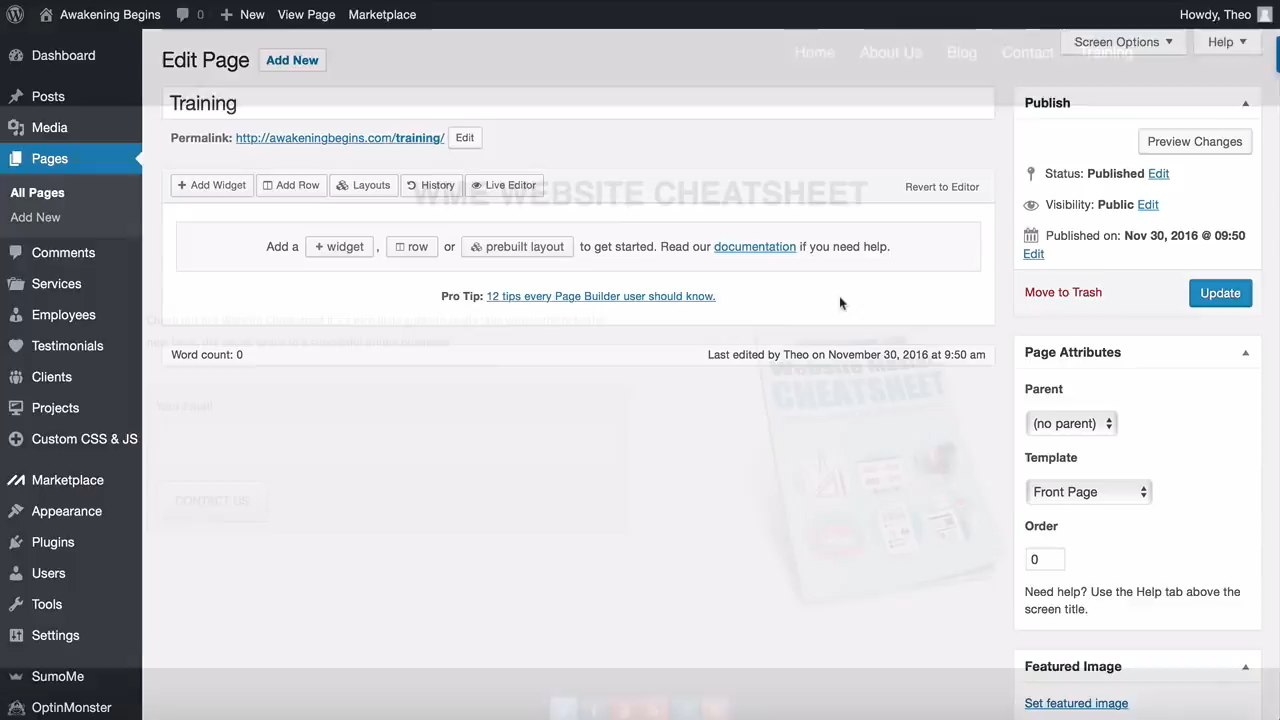 Awakening Begins 0 + New View Page Marketplace Howdy, Theo
Dashboard
Posts
Media
Pages
All Pages
Add New
Comments
Services
Employees
Testimonials
Clients
Projects
Custom CSS & JS
Marketplace
Appearance
Plugins
Users
Tools
Settings
SumoMe
OptinMonster
Home About Us Blog Contact Training
Screen Options Help
Edit Page Add New
Training
Permalink: http://awakeningbegins.com/training/ Edit
+ Add Widget Add Row Layouts History Live Editor Revert to Editor
WME WEBSITE CHEATSHEET
Add a + widget , row or prebuilt layout to get started. Read our documentation if you need help.
Pro Tip: 12 tips every Page Builder user should know.
Word count: 0 Last edited by Theo on November 30, 2016 at 9:50 am
CHEATSHEET
Your Email
CONTACT US
Publish
Preview Changes
Status: Published Edit
Visibility: Public Edit
Published on: Nov 30, 2016 @ 09:50
Edit
Move to Trash Update
Page Attributes
Parent
(no parent)
Template
Front Page
Order
0
Need help? Use the Help tab above the
screen title.
Featured Image
Set featured image